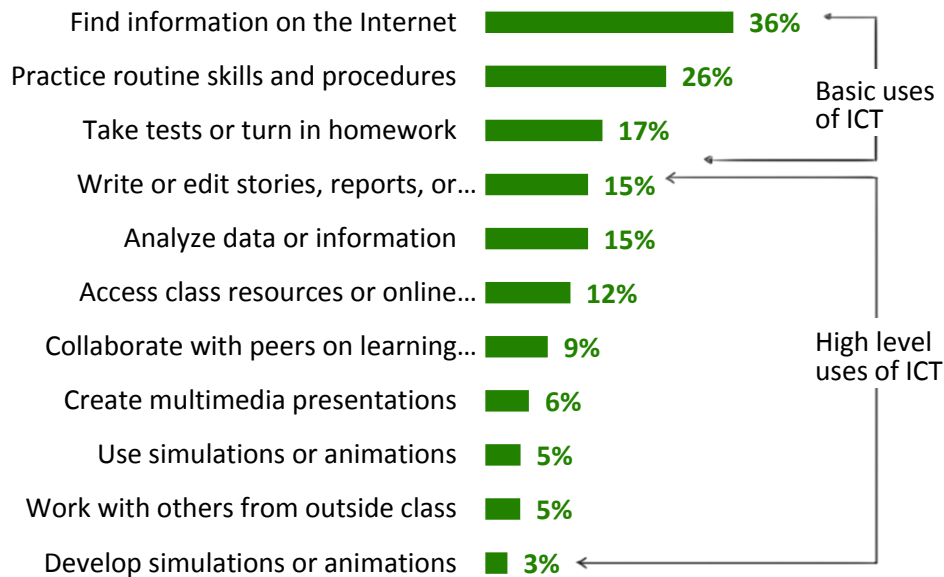 Find information on the Internet 36%
Practice routine skills and procedures 26%
Basic uses
of ICT
Take tests or turn in homework 17%
Write or edit stories, reports, or… 15%
Analyze data or information 15%
Access class resources or online… 12%
Collaborate with peers on learning… 9%
High level
uses of ICT
Create multimedia presentations 6%
Use simulations or animations 5%
Work with others from outside class 5%
Develop simulations or animations 3%